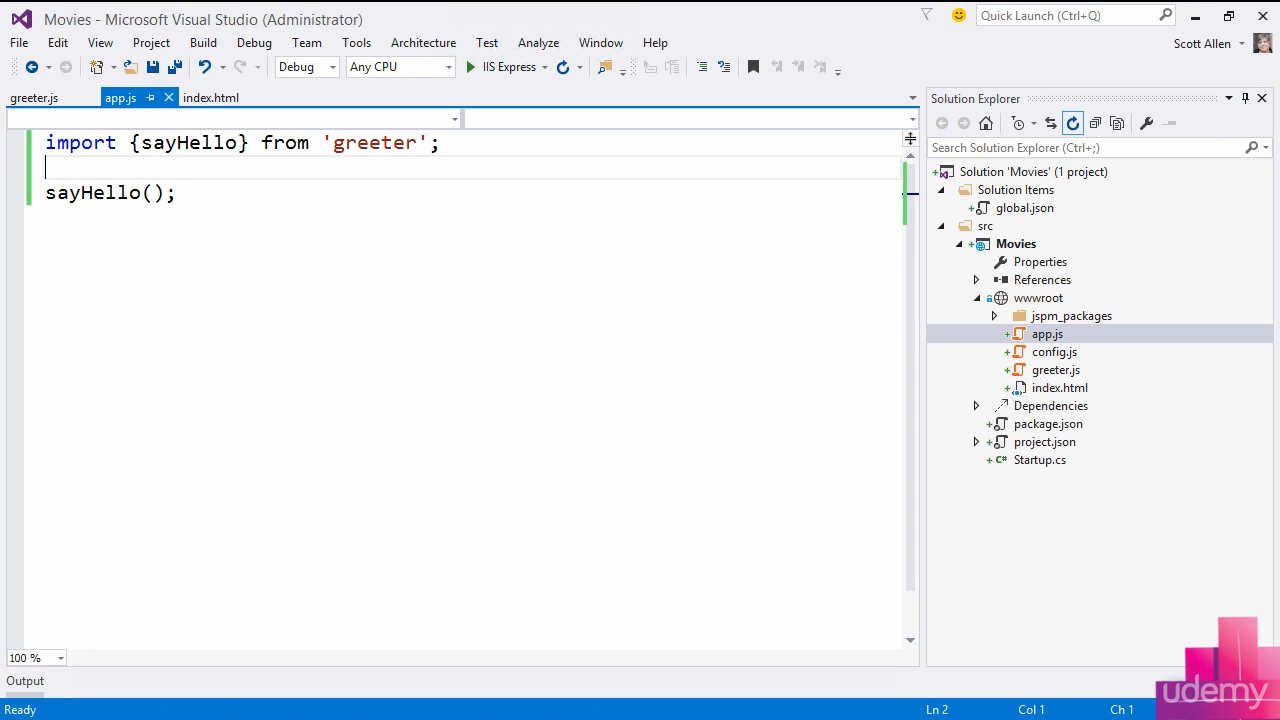 Movies - Microsoft Visual Studio (Administrator)
Quick Launch (Ctrl+Q)
File Edit View Project Build Debug Team Tools Architecture Test Analyze Window Help
Scott Allen
Debug Any CPU IIS Express
greeter.js app.js index.html
import {sayHello} from 'greeter';
sayHello();
100 %
Solution Explorer
Search Solution Explorer (Ctrl+;)
Solution 'Movies' (1 project)
Solution Items
global.json
src
Movies
Properties
References
wwwroot
jspm_packages
app.js
config.js
greeter.js
index.html
Dependencies
package.json
project.json
C# Startup.cs
Output
Ready Ln 2 Col 1 Ch 1
udemy